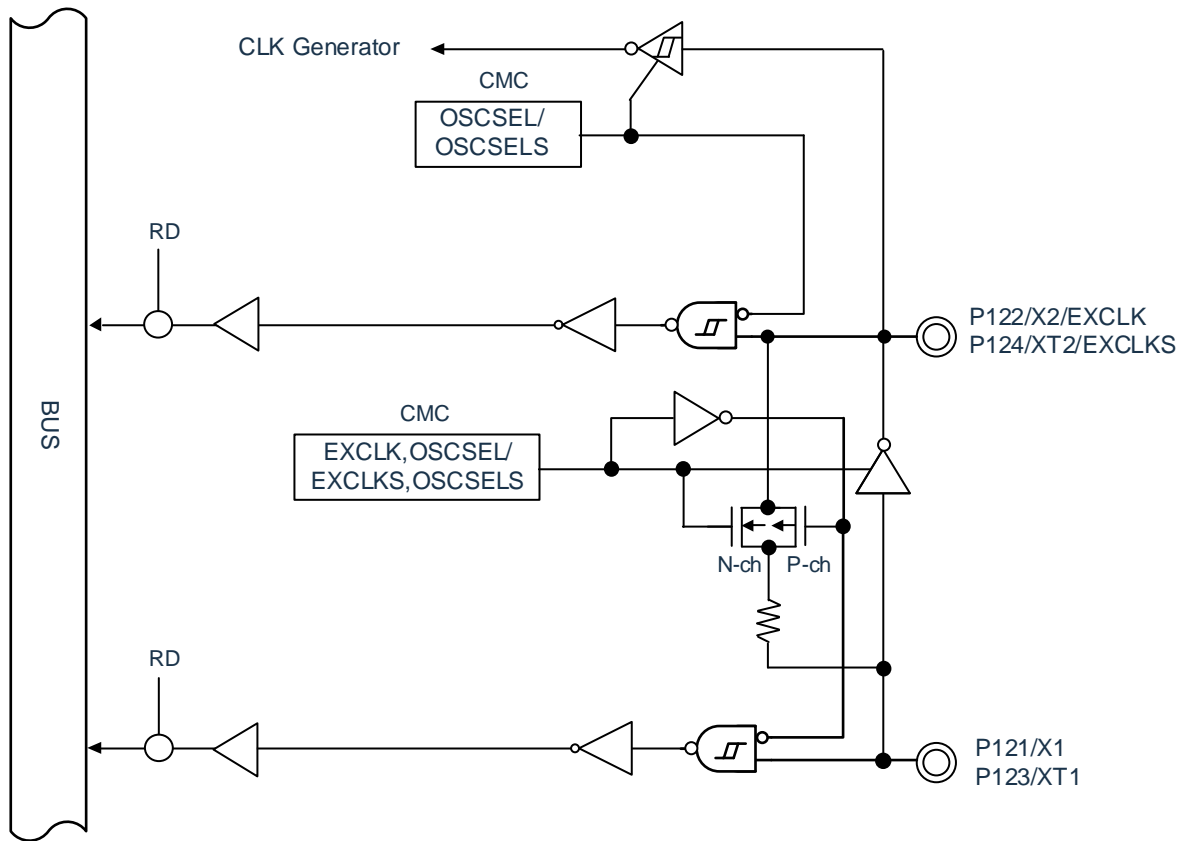 CLK Generator
CMC
OSCSEL/
OSCSELS
RD
P122/X2/EXCLK
P124/XT2/EXCLKS
BUS
CMC
EXCLK,OSCSEL/
EXCLKS,OSCSELS
N-ch
P-ch
RD
P121/X1
P123/XT1